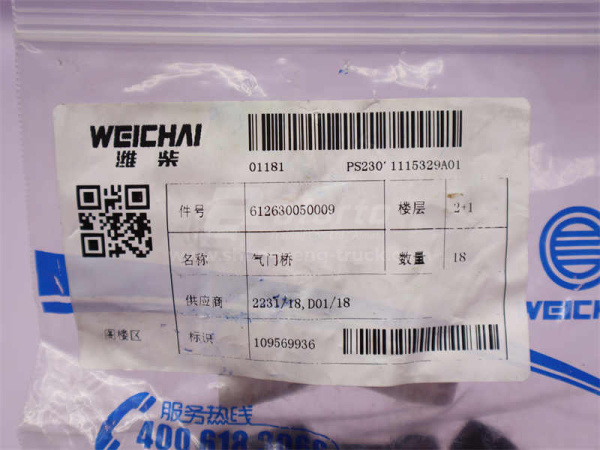 WEICHAI
潍柴
01181 PS230 1115329A01
件号 612630050009 楼层 2+1
名称 气门桥 数量 18
供应商 /18,D01/18
阁楼区 标识 109569936
WEICHAI
服务热线
400 618